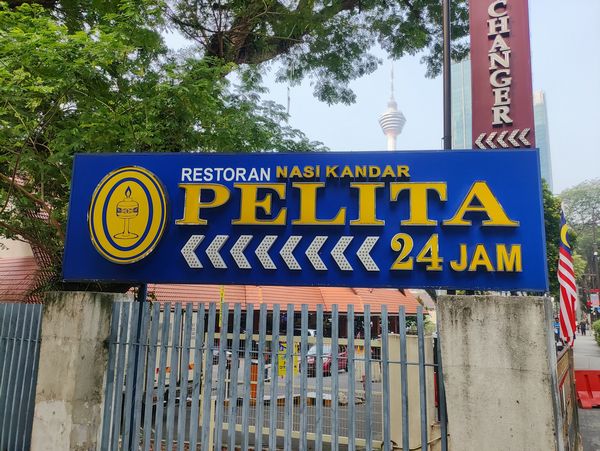 CHANGER
RESTORAN NASI KANDAR
PELITA
24 JAM